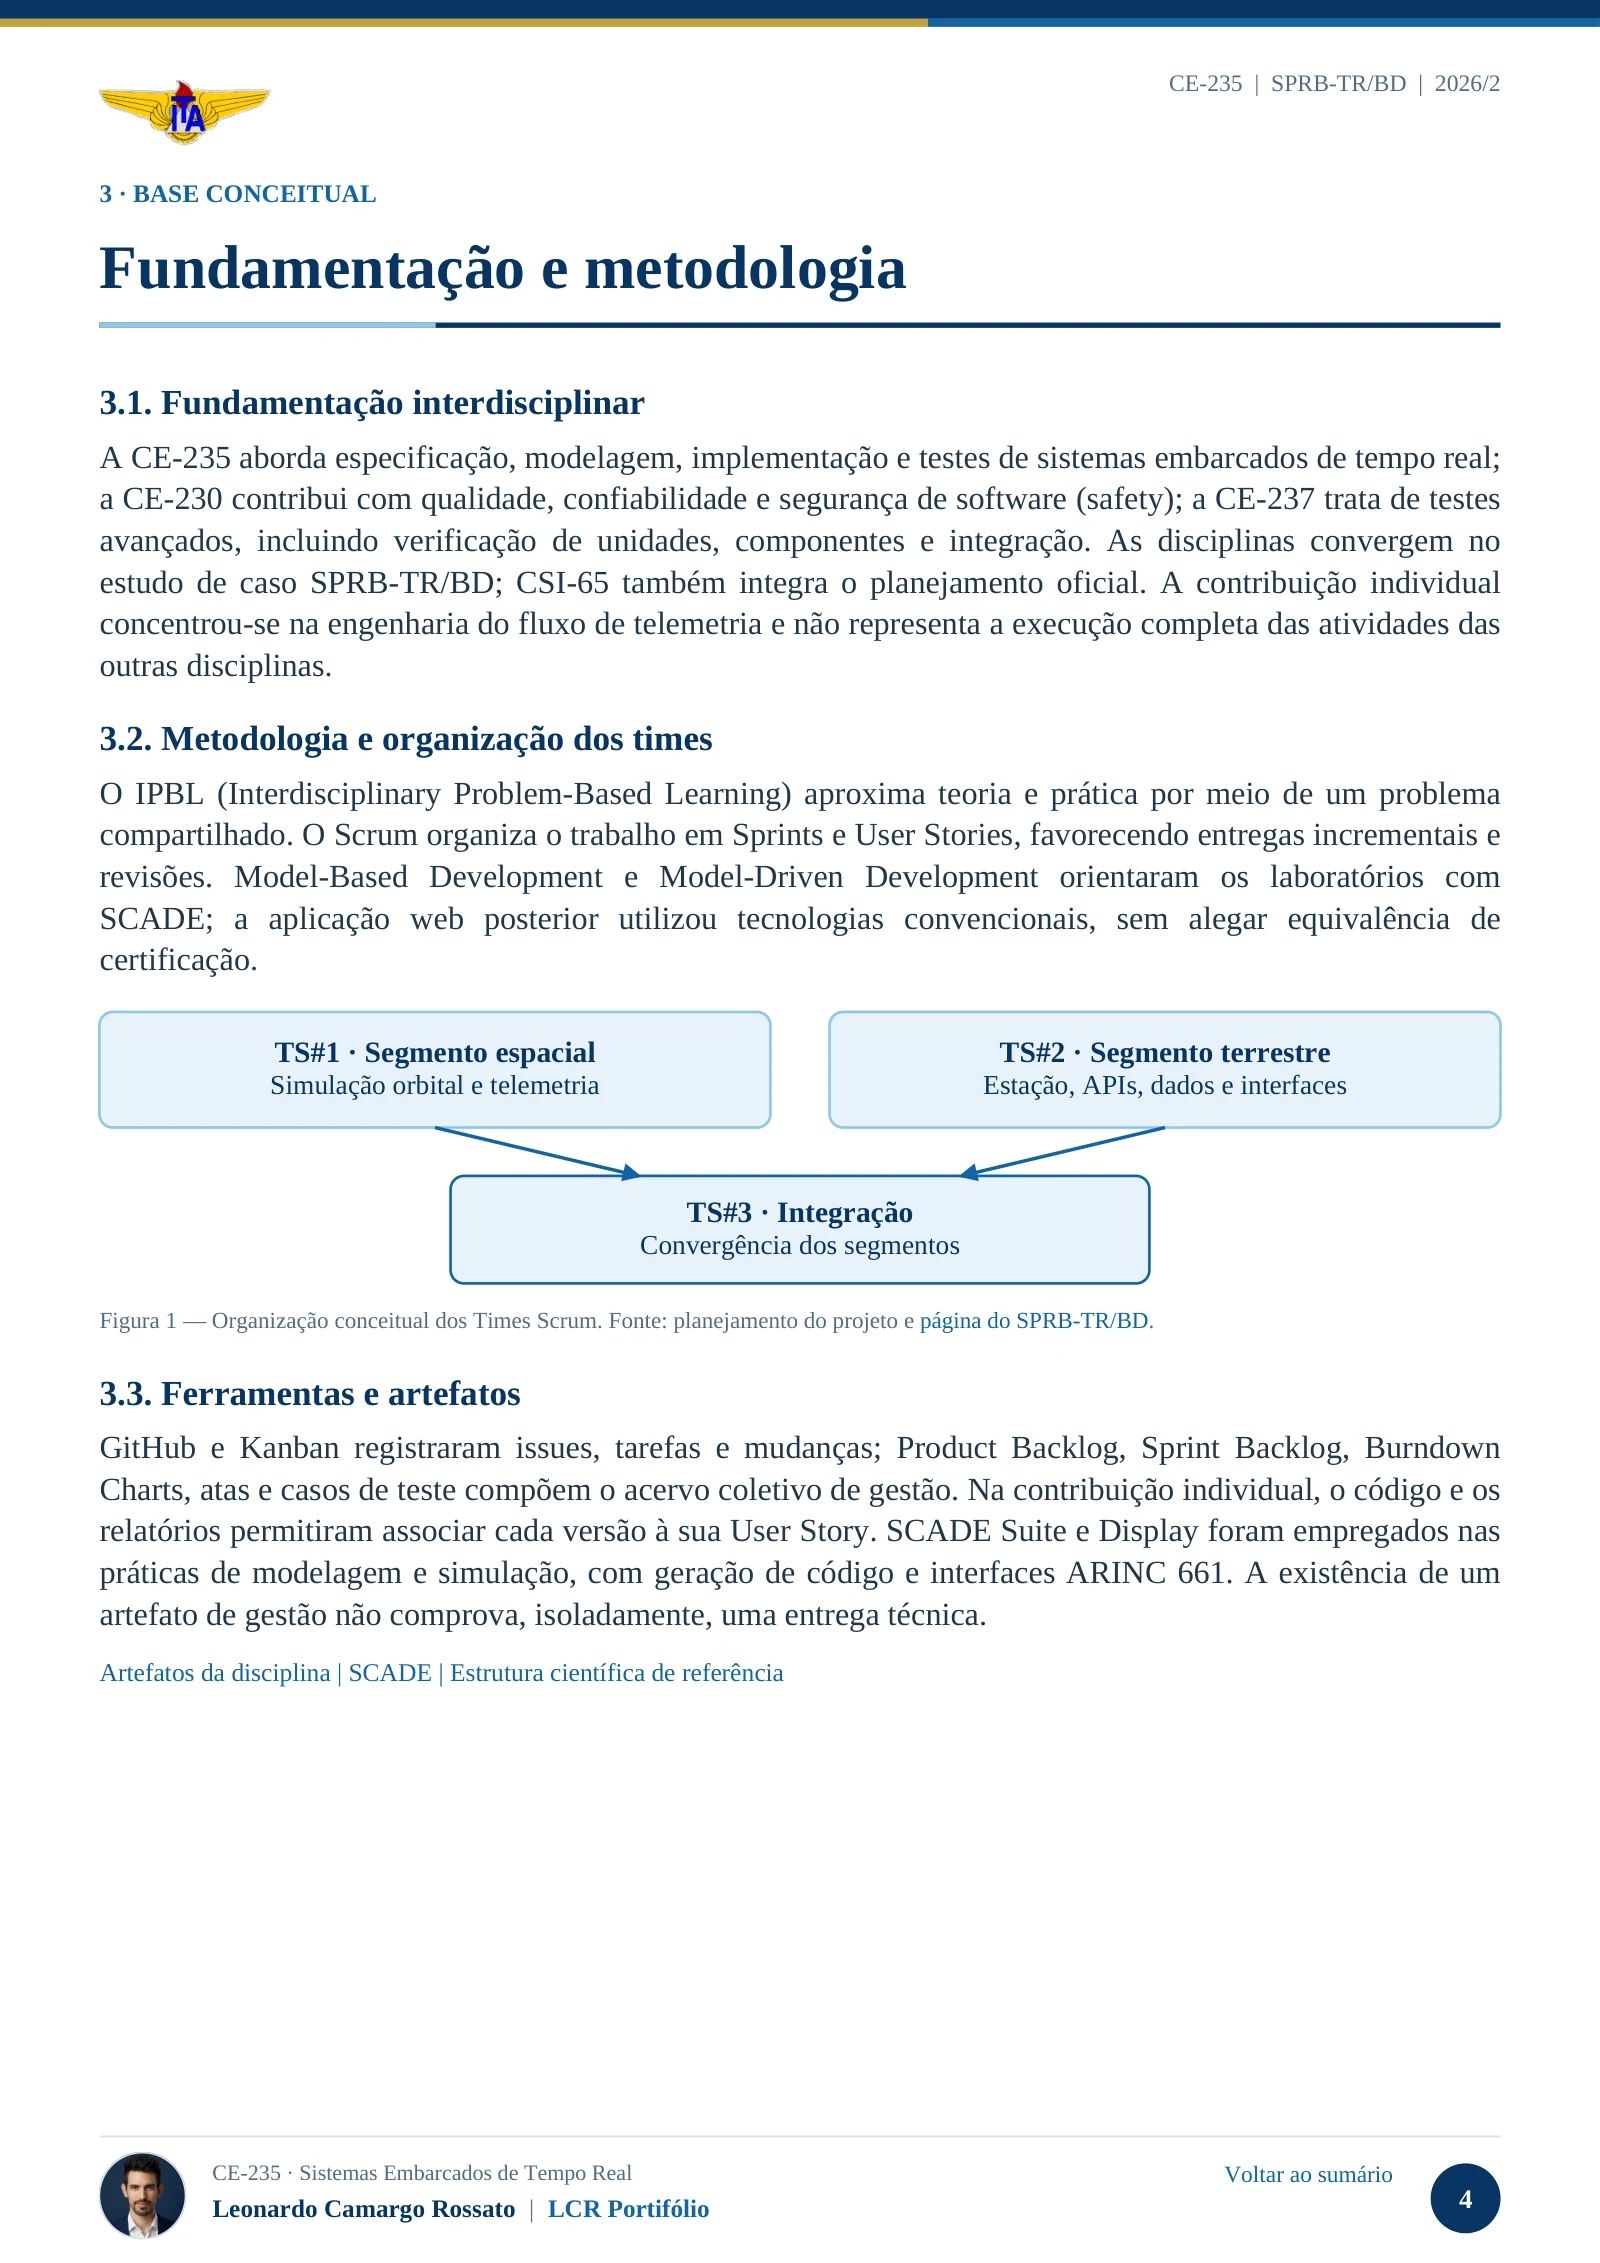 CE-235 | SPRB-TR/BD | 2026/2
ITA
3 · BASE CONCEITUAL
Fundamentação e metodologia
3.1. Fundamentação interdisciplinar
A CE-235 aborda especificação, modelagem, implementação e testes de sistemas embarcados de tempo real;
a CE-230 contribui com qualidade, confiabilidade e segurança de software (safety); a CE-237 trata de testes
avançados, incluindo verificação de unidades, componentes e integração. As disciplinas convergem no
estudo de caso SPRB-TR/BD; CSI-65 também integra o planejamento oficial. A contribuição individual
concentrou-se na engenharia do fluxo de telemetria e não representa a execução completa das atividades das
outras disciplinas.
3.2. Metodologia e organização dos times
O IPBL (Interdisciplinary Problem-Based Learning) aproxima teoria e prática por meio de um problema
compartilhado. O Scrum organiza o trabalho em Sprints e User Stories, favorecendo entregas incrementais e
revisões. Model-Based Development e Model-Driven Development orientaram os laboratórios com
SCADE; a aplicação web posterior utilizou tecnologias convencionais, sem alegar equivalência de
certificação.
TS#1 · Segmento espacial
Simulação orbital e telemetria
TS#2 · Segmento terrestre
Estação, APIs, dados e interfaces
TS#3 · Integração
Convergência dos segmentos
Figura 1 — Organização conceitual dos Times Scrum. Fonte: planejamento do projeto e página do SPRB-TR/BD.
3.3. Ferramentas e artefatos
GitHub e Kanban registraram issues, tarefas e mudanças; Product Backlog, Sprint Backlog, Burndown
Charts, atas e casos de teste compõem o acervo coletivo de gestão. Na contribuição individual, o código e os
relatórios permitiram associar cada versão à sua User Story. SCADE Suite e Display foram empregados nas
práticas de modelagem e simulação, com geração de código e interfaces ARINC 661. A existência de um
artefato de gestão não comprova, isoladamente, uma entrega técnica.
Artefatos da disciplina | SCADE | Estrutura científica de referência
CE-235 · Sistemas Embarcados de Tempo Real
Leonardo Camargo Rossato | LCR Portifólio
Voltar ao sumário
4